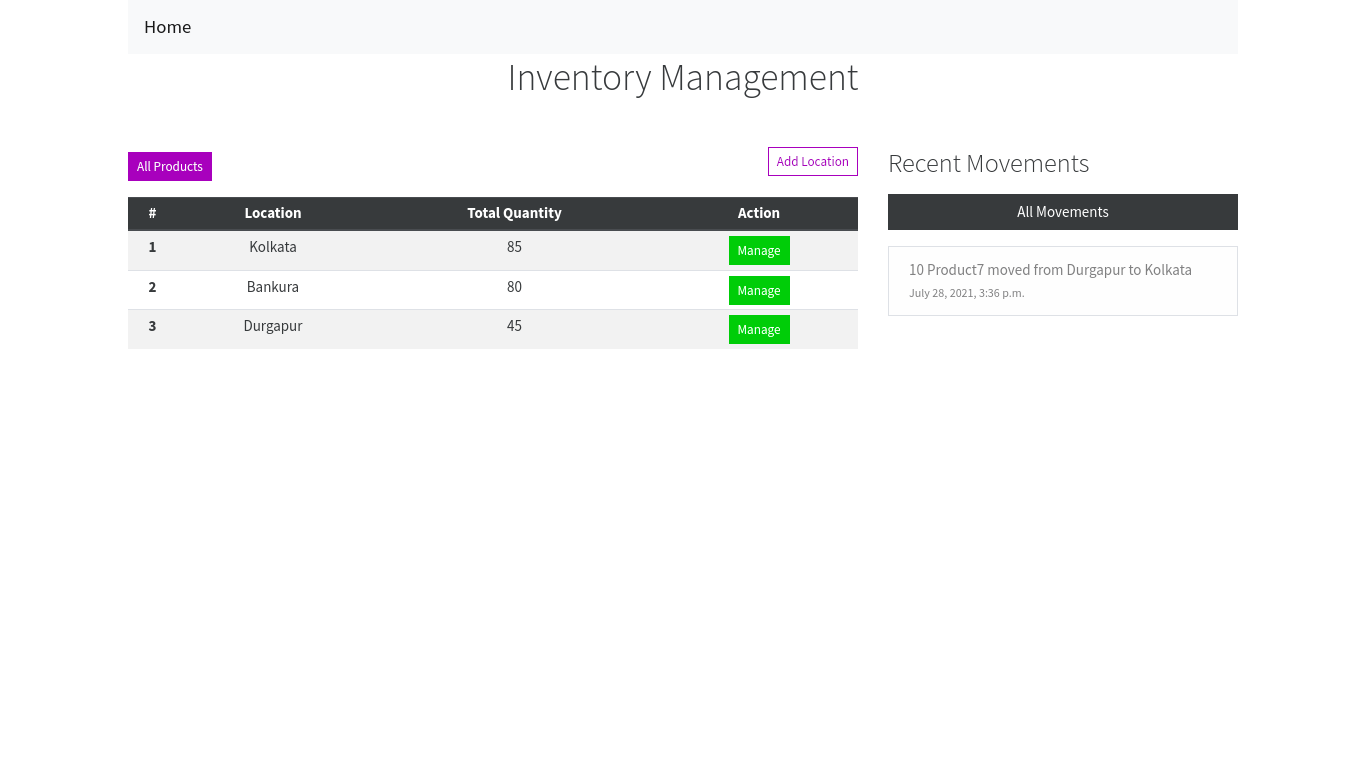 Home
Inventory Management
All Products
Add Location
# Location Total Quantity Action
1 Kolkata 85 Manage
2 Bankura 80 Manage
3 Durgapur 45 Manage
Recent Movements
All Movements
10 Product7 moved from Durgapur to Kolkata
July 28, 2021, 3:36 p.m.